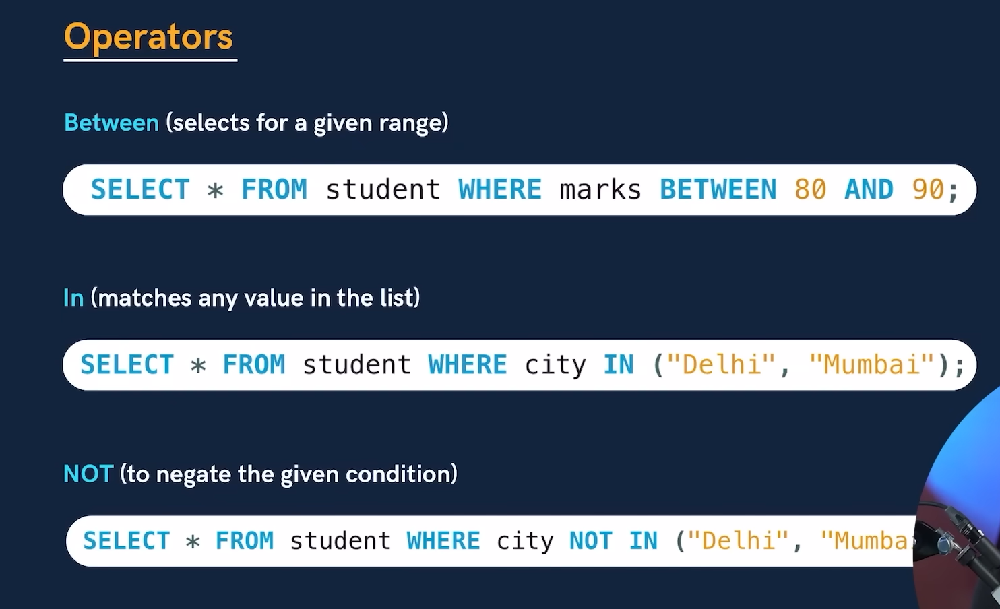 Operators
Between (selects for a given range)
SELECT * FROM student WHERE marks BETWEEN 80 AND 90;
In (matches any value in the list)
SELECT * FROM student WHERE city IN ("Delhi", "Mumbai");
NOT (to negate the given condition)
SELECT * FROM student WHERE city NOT IN ("Delhi", "Mumba